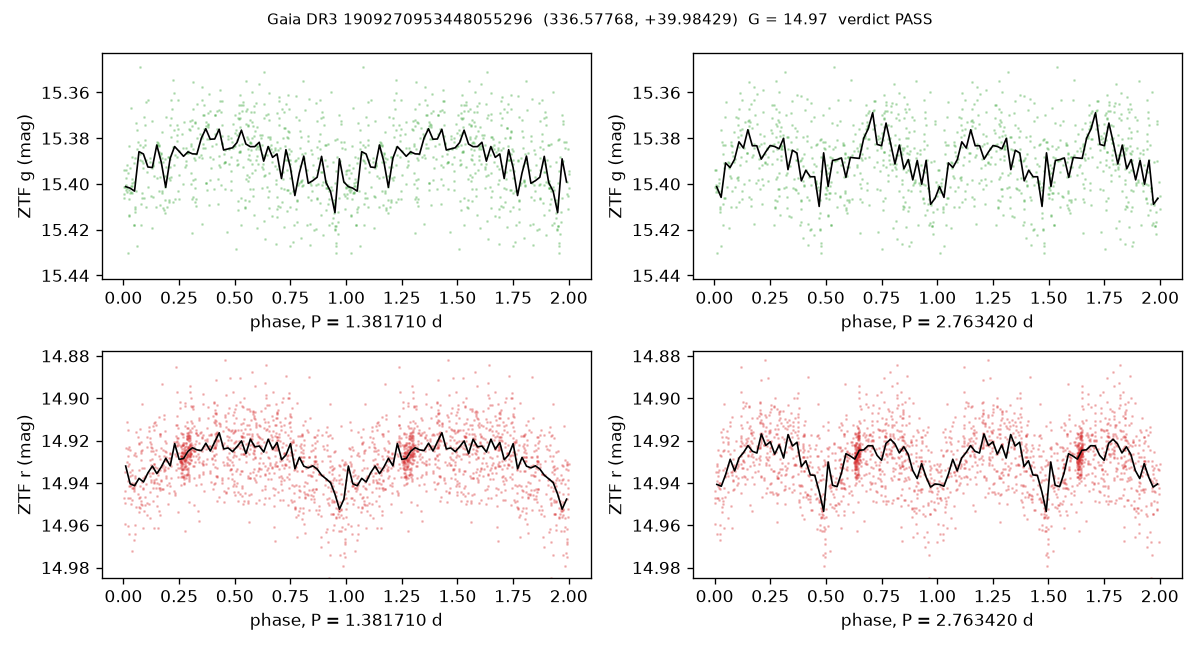 Gaia DR3 1909270953448055296 (336.57768, +39.98429) G = 14.97 verdict PASS
ZTF g (mag)
15.36
15.38
15.40
15.42
15.44
0.00 0.25 0.50 0.75 1.00 1.25 1.50 1.75 2.00
phase, P = 1.381710 d
ZTF g (mag)
15.36
15.38
15.40
15.42
15.44
0.00 0.25 0.50 0.75 1.00 1.25 1.50 1.75 2.00
phase, P = 2.763420 d
ZTF r (mag)
14.88
14.90
14.92
14.94
14.96
14.98
0.00 0.25 0.50 0.75 1.00 1.25 1.50 1.75 2.00
phase, P = 1.381710 d
ZTF r (mag)
14.88
14.90
14.92
14.94
14.96
14.98
0.00 0.25 0.50 0.75 1.00 1.25 1.50 1.75 2.00
phase, P = 2.763420 d